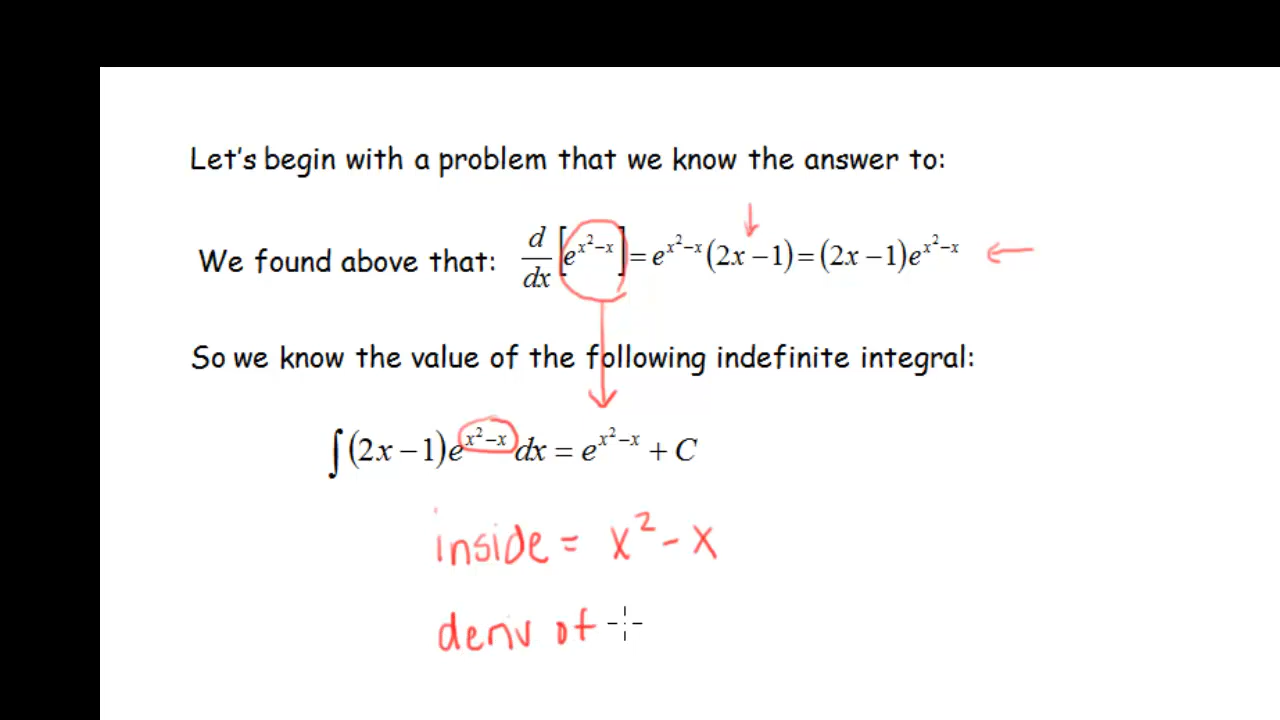 Let's begin with a problem that we know the answer to:
We found above that: d/dx [e^{x²−x}] = e^{x²−x}(2x−1) = (2x−1)e^{x²−x}
So we know the value of the following indefinite integral:
∫(2x−1)e^{x²−x} dx = e^{x²−x} + C
inside = x² - x
deriv of